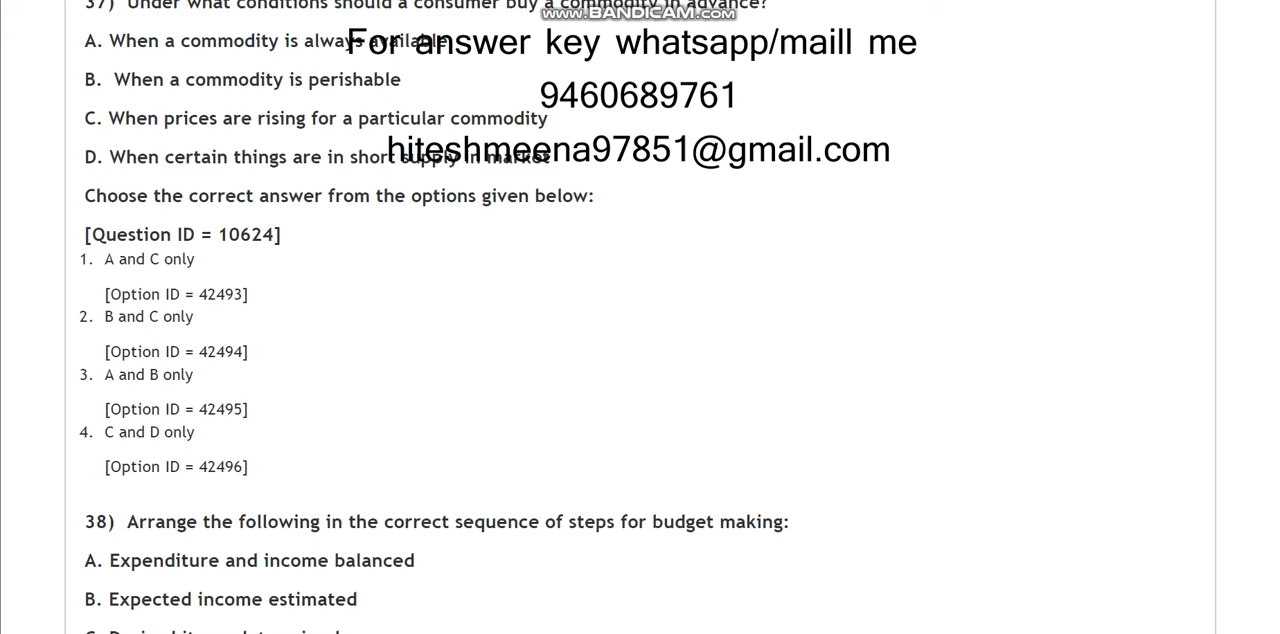 37) Under what conditions should a consumer buy a commodity in advance?
www.BANDICAM.com
A. When a commodity is always available
For answer key whatsapp/maill me
B. When a commodity is perishable
9460689761
C. When prices are rising for a particular commodity
D. When certain things are in short supply in market
hiteshmeena97851@gmail.com
Choose the correct answer from the options given below:
[Question ID = 10624]
1. A and C only
[Option ID = 42493]
2. B and C only
[Option ID = 42494]
3. A and B only
[Option ID = 42495]
4. C and D only
[Option ID = 42496]
38) Arrange the following in the correct sequence of steps for budget making:
A. Expenditure and income balanced
B. Expected income estimated